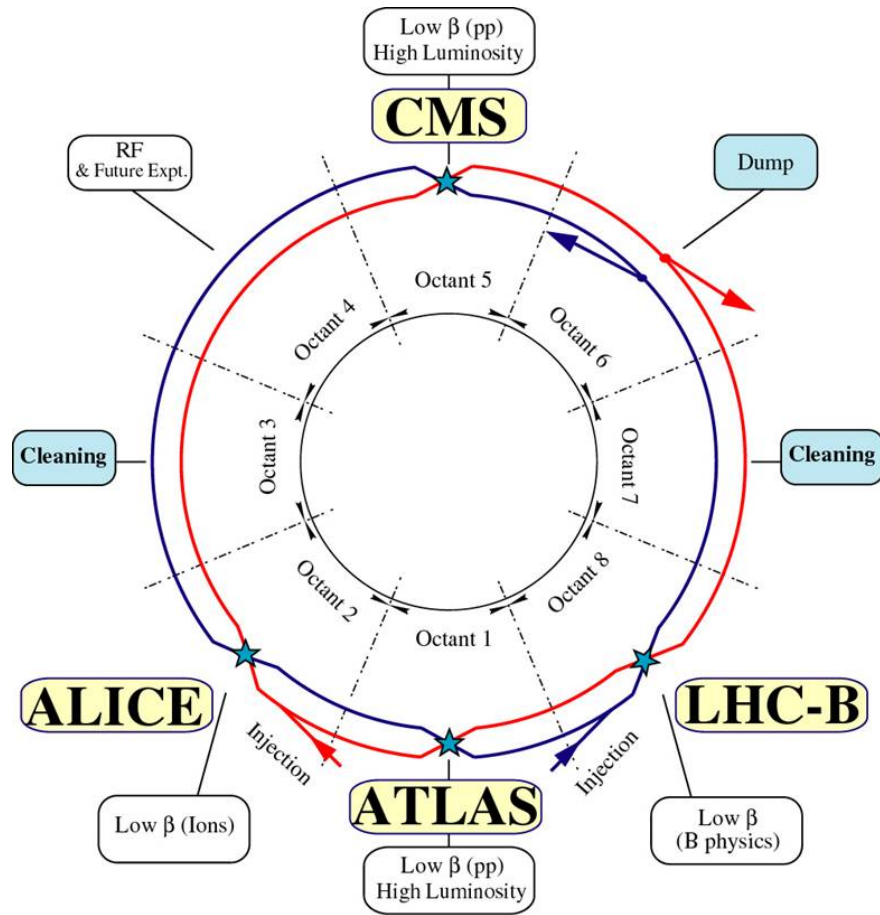 Low β (pp)
High Luminosity
CMS
RF
& Future Expt.
Dump
Octant 5
Octant 4
Octant 6
Cleaning
Octant 3
Octant 7
Cleaning
Octant 2
Octant 8
Octant 1
ALICE
LHC-B
Injection
Injection
ATLAS
Low β (Ions)
Low β
(B physics)
Low β (pp)
High Luminosity